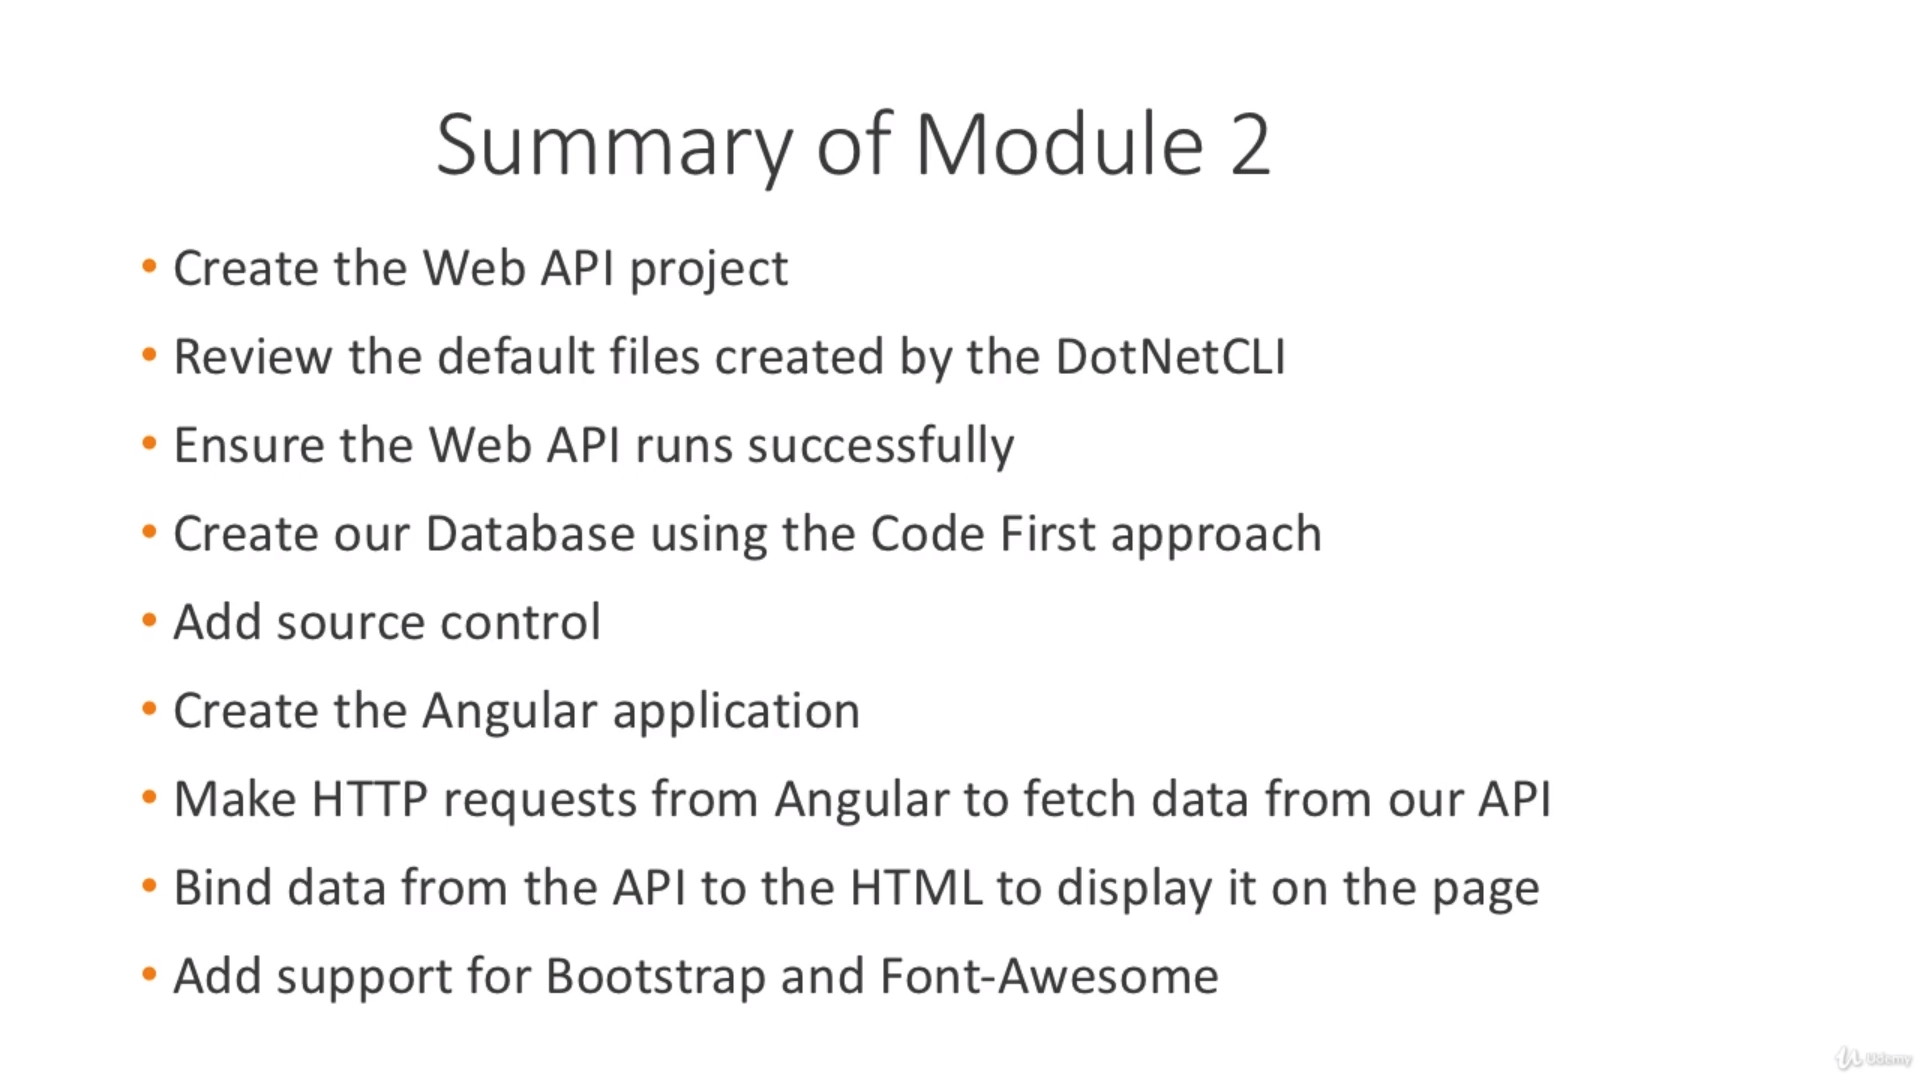 Summary of Module 2
• Create the Web API project
• Review the default files created by the DotNetCLI
• Ensure the Web API runs successfully
• Create our Database using the Code First approach
• Add source control
• Create the Angular application
• Make HTTP requests from Angular to fetch data from our API
• Bind data from the API to the HTML to display it on the page
• Add support for Bootstrap and Font-Awesome
Udemy